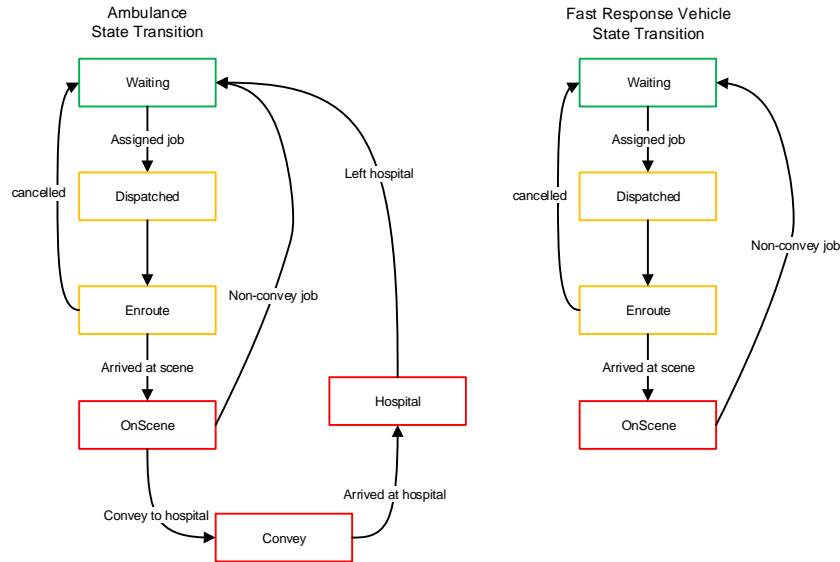 Ambulance
State Transition
Waiting
Assigned job
Left hospital
cancelled
Dispatched
Enroute
Non-convey job
Arrived at scene
OnScene
Hospital
Convey to hospital
Arrived at hospital
Convey
Fast Response Vehicle
State Transition
Waiting
Assigned job
cancelled
Dispatched
Non-convey job
Enroute
Arrived at scene
OnScene